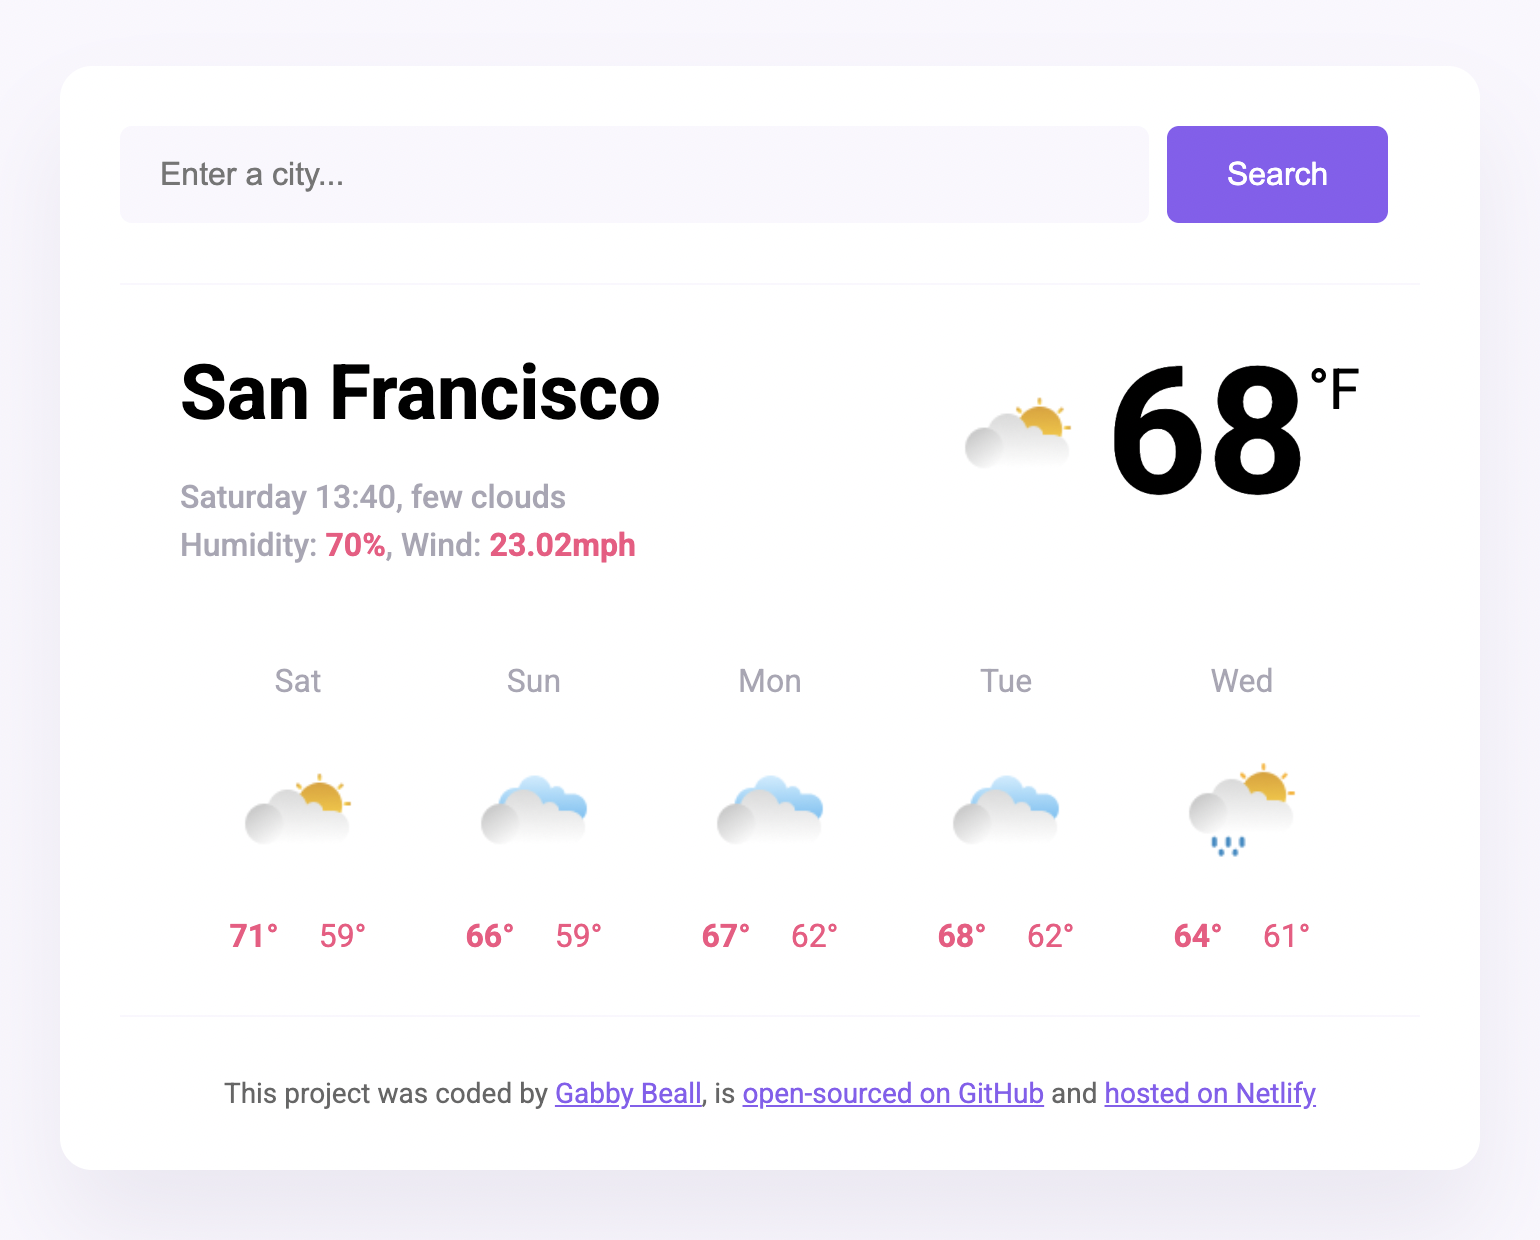 Enter a city...
Search
San Francisco
68 °F
Saturday 13:40, few clouds
Humidity: 70%, Wind: 23.02mph
Sat Sun Mon Tue Wed
71° 59° 66° 59° 67° 62° 68° 62° 64° 61°
This project was coded by Gabby Beall, is open-sourced on GitHub and hosted on Netlify